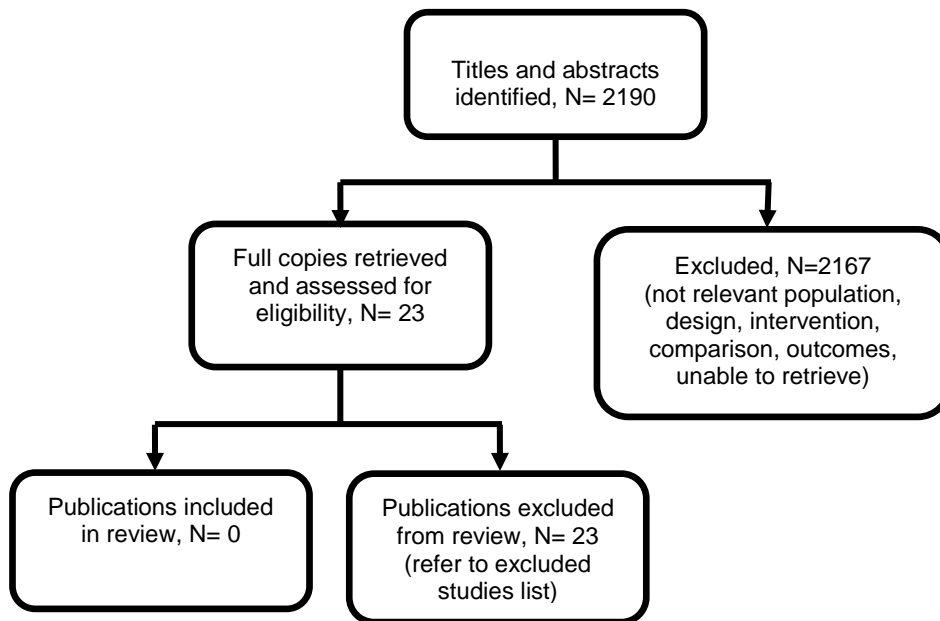 Titles and abstracts
identified, N= 2190
Full copies retrieved
and assessed for
eligibility, N= 23
Excluded, N=2167
(not relevant population,
design, intervention,
comparison, outcomes,
unable to retrieve)
Publications included
in review, N= 0
Publications excluded
from review, N= 23
(refer to excluded
studies list)